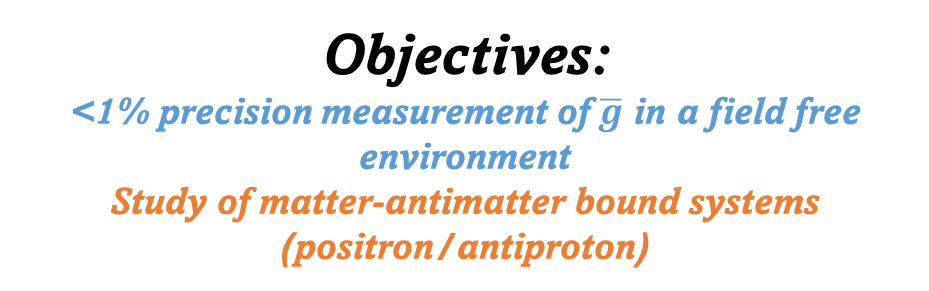 Objectives:
<1% precision measurement of g̅ in a field free
environment
Study of matter-antimatter bound systems
(positron/antiproton)